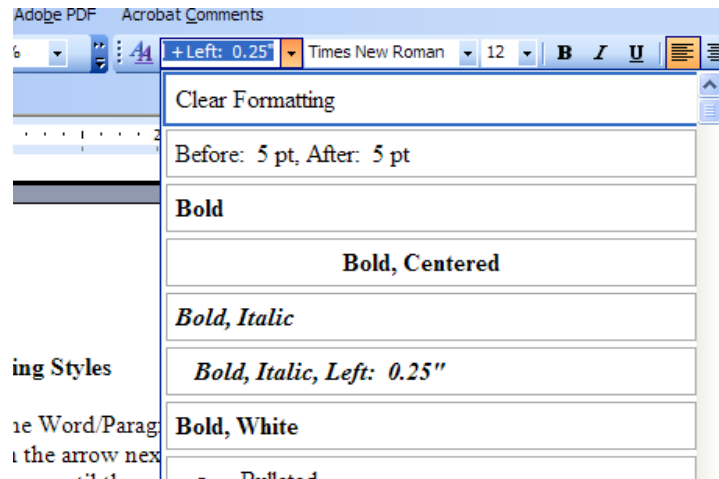 Adobe PDF Acrobat Comments
% + Left: 0.25" Times New Roman 12 B I U
Clear Formatting
Before: 5 pt, After: 5 pt
Bold
Bold, Centered
Bold, Italic
ing Styles
Bold, Italic, Left: 0.25"
ne Word/Parag
Bold, White
the arrow nex
Bulleted